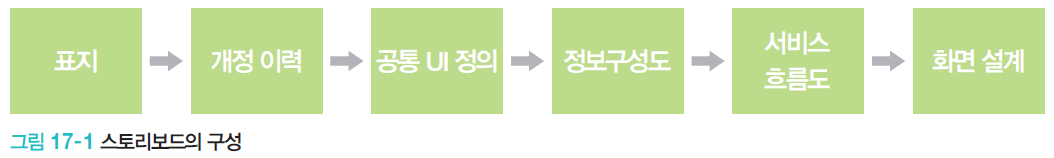 표지
개정 이력
공통 UI 정의
정보구성도
서비스
흐름도
화면 설계
그림 17-1 스토리보드의 구성